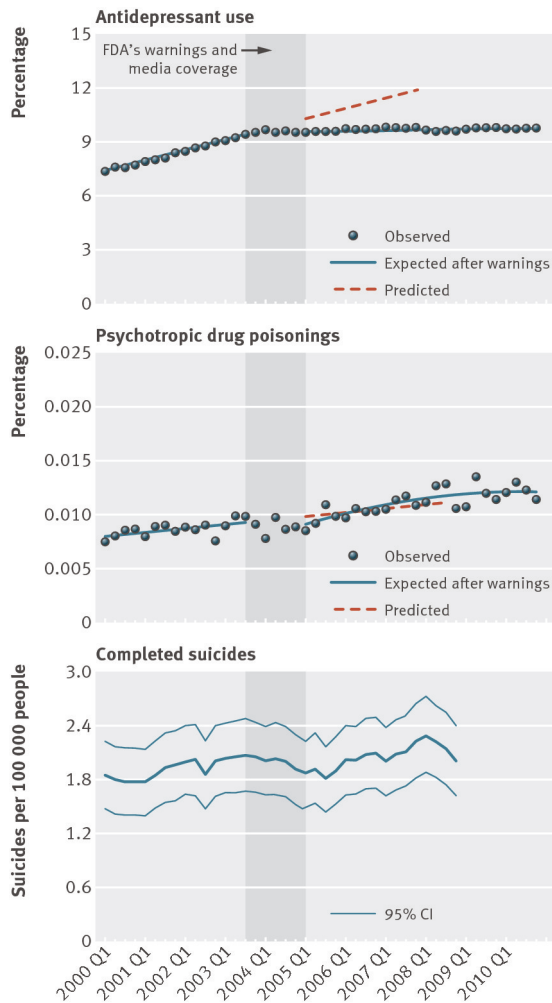 Antidepressant use
Percentage
15
12
9
6
3
0
FDA's warnings and
media coverage
Observed
Expected after warnings
Predicted
Psychotropic drug poisonings
Percentage
0.025
0.020
0.015
0.010
0.005
0
Observed
Expected after warnings
Predicted
Completed suicides
Suicides per 100 000 people
3.0
2.4
1.8
1.2
0.6
0
95% CI
2000 Q1
2001 Q1
2002 Q1
2003 Q1
2004 Q1
2005 Q1
2006 Q1
2007 Q1
2008 Q1
2009 Q1
2010 Q1